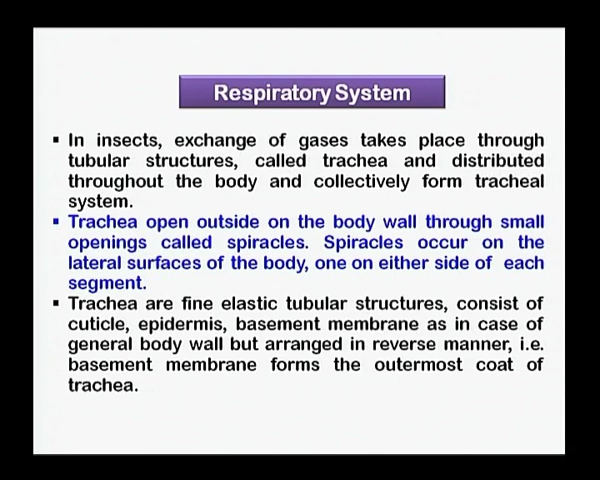 Respiratory System
▪ In insects, exchange of gases takes place through
tubular structures, called trachea and distributed
throughout the body and collectively form tracheal
system.
▪ Trachea open outside on the body wall through small
openings called spiracles. Spiracles occur on the
lateral surfaces of the body, one on either side of each
segment.
▪ Trachea are fine elastic tubular structures, consist of
cuticle, epidermis, basement membrane as in case of
general body wall but arranged in reverse manner, i.e.
basement membrane forms the outermost coat of
trachea.